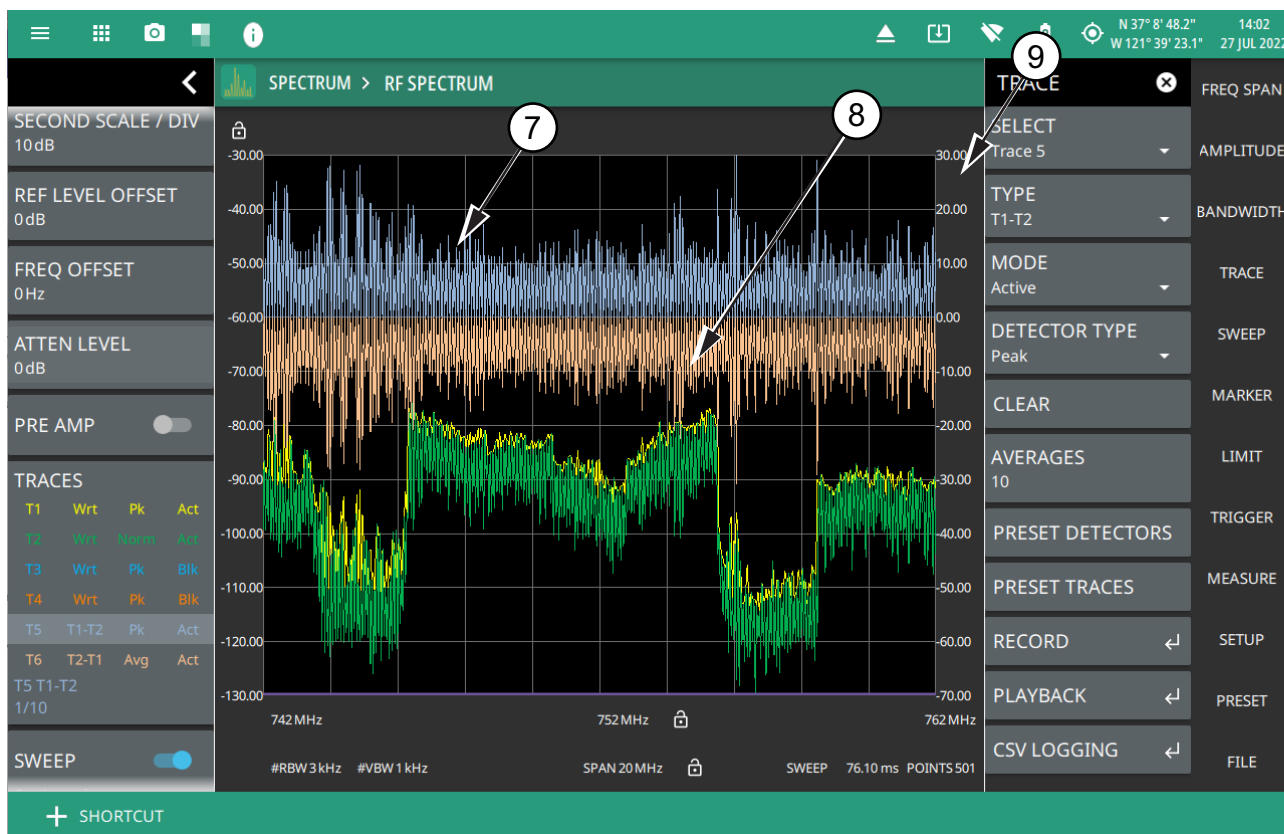 N 37° 8' 48.2" 14:02
W 121° 39' 23.1" 27 JUL 2022
SPECTRUM > RF SPECTRUM
7
8
9
SECOND SCALE / DIV
10 dB
REF LEVEL OFFSET
0 dB
FREQ OFFSET
0 Hz
ATTEN LEVEL
0 dB
PRE AMP
TRACES
T1 Wrt Pk Act
T2 Wrt Norm Act
T3 Wrt Pk Blk
T4 Wrt Pk Blk
T5 T1-T2 Pk Act
T6 T2-T1 Avg Act
T5 T1-T2
1/10
SWEEP
-30.00 30.00
-40.00 20.00
-50.00 10.00
-60.00 0.00
-70.00 -10.00
-80.00 -20.00
-90.00 -30.00
-100.00 -40.00
-110.00 -50.00
-120.00 -60.00
-130.00 -70.00
742 MHz 752 MHz 762 MHz
#RBW 3 kHz #VBW 1 kHz SPAN 20 MHz SWEEP 76.10 ms POINTS 501
TRACE
SELECT
Trace 5
TYPE
T1-T2
MODE
Active
DETECTOR TYPE
Peak
CLEAR
AVERAGES
10
PRESET DETECTORS
PRESET TRACES
RECORD
PLAYBACK
CSV LOGGING
FREQ SPAN
AMPLITUDE
BANDWIDTH
TRACE
SWEEP
MARKER
LIMIT
TRIGGER
MEASURE
SETUP
PRESET
FILE
+ SHORTCUT